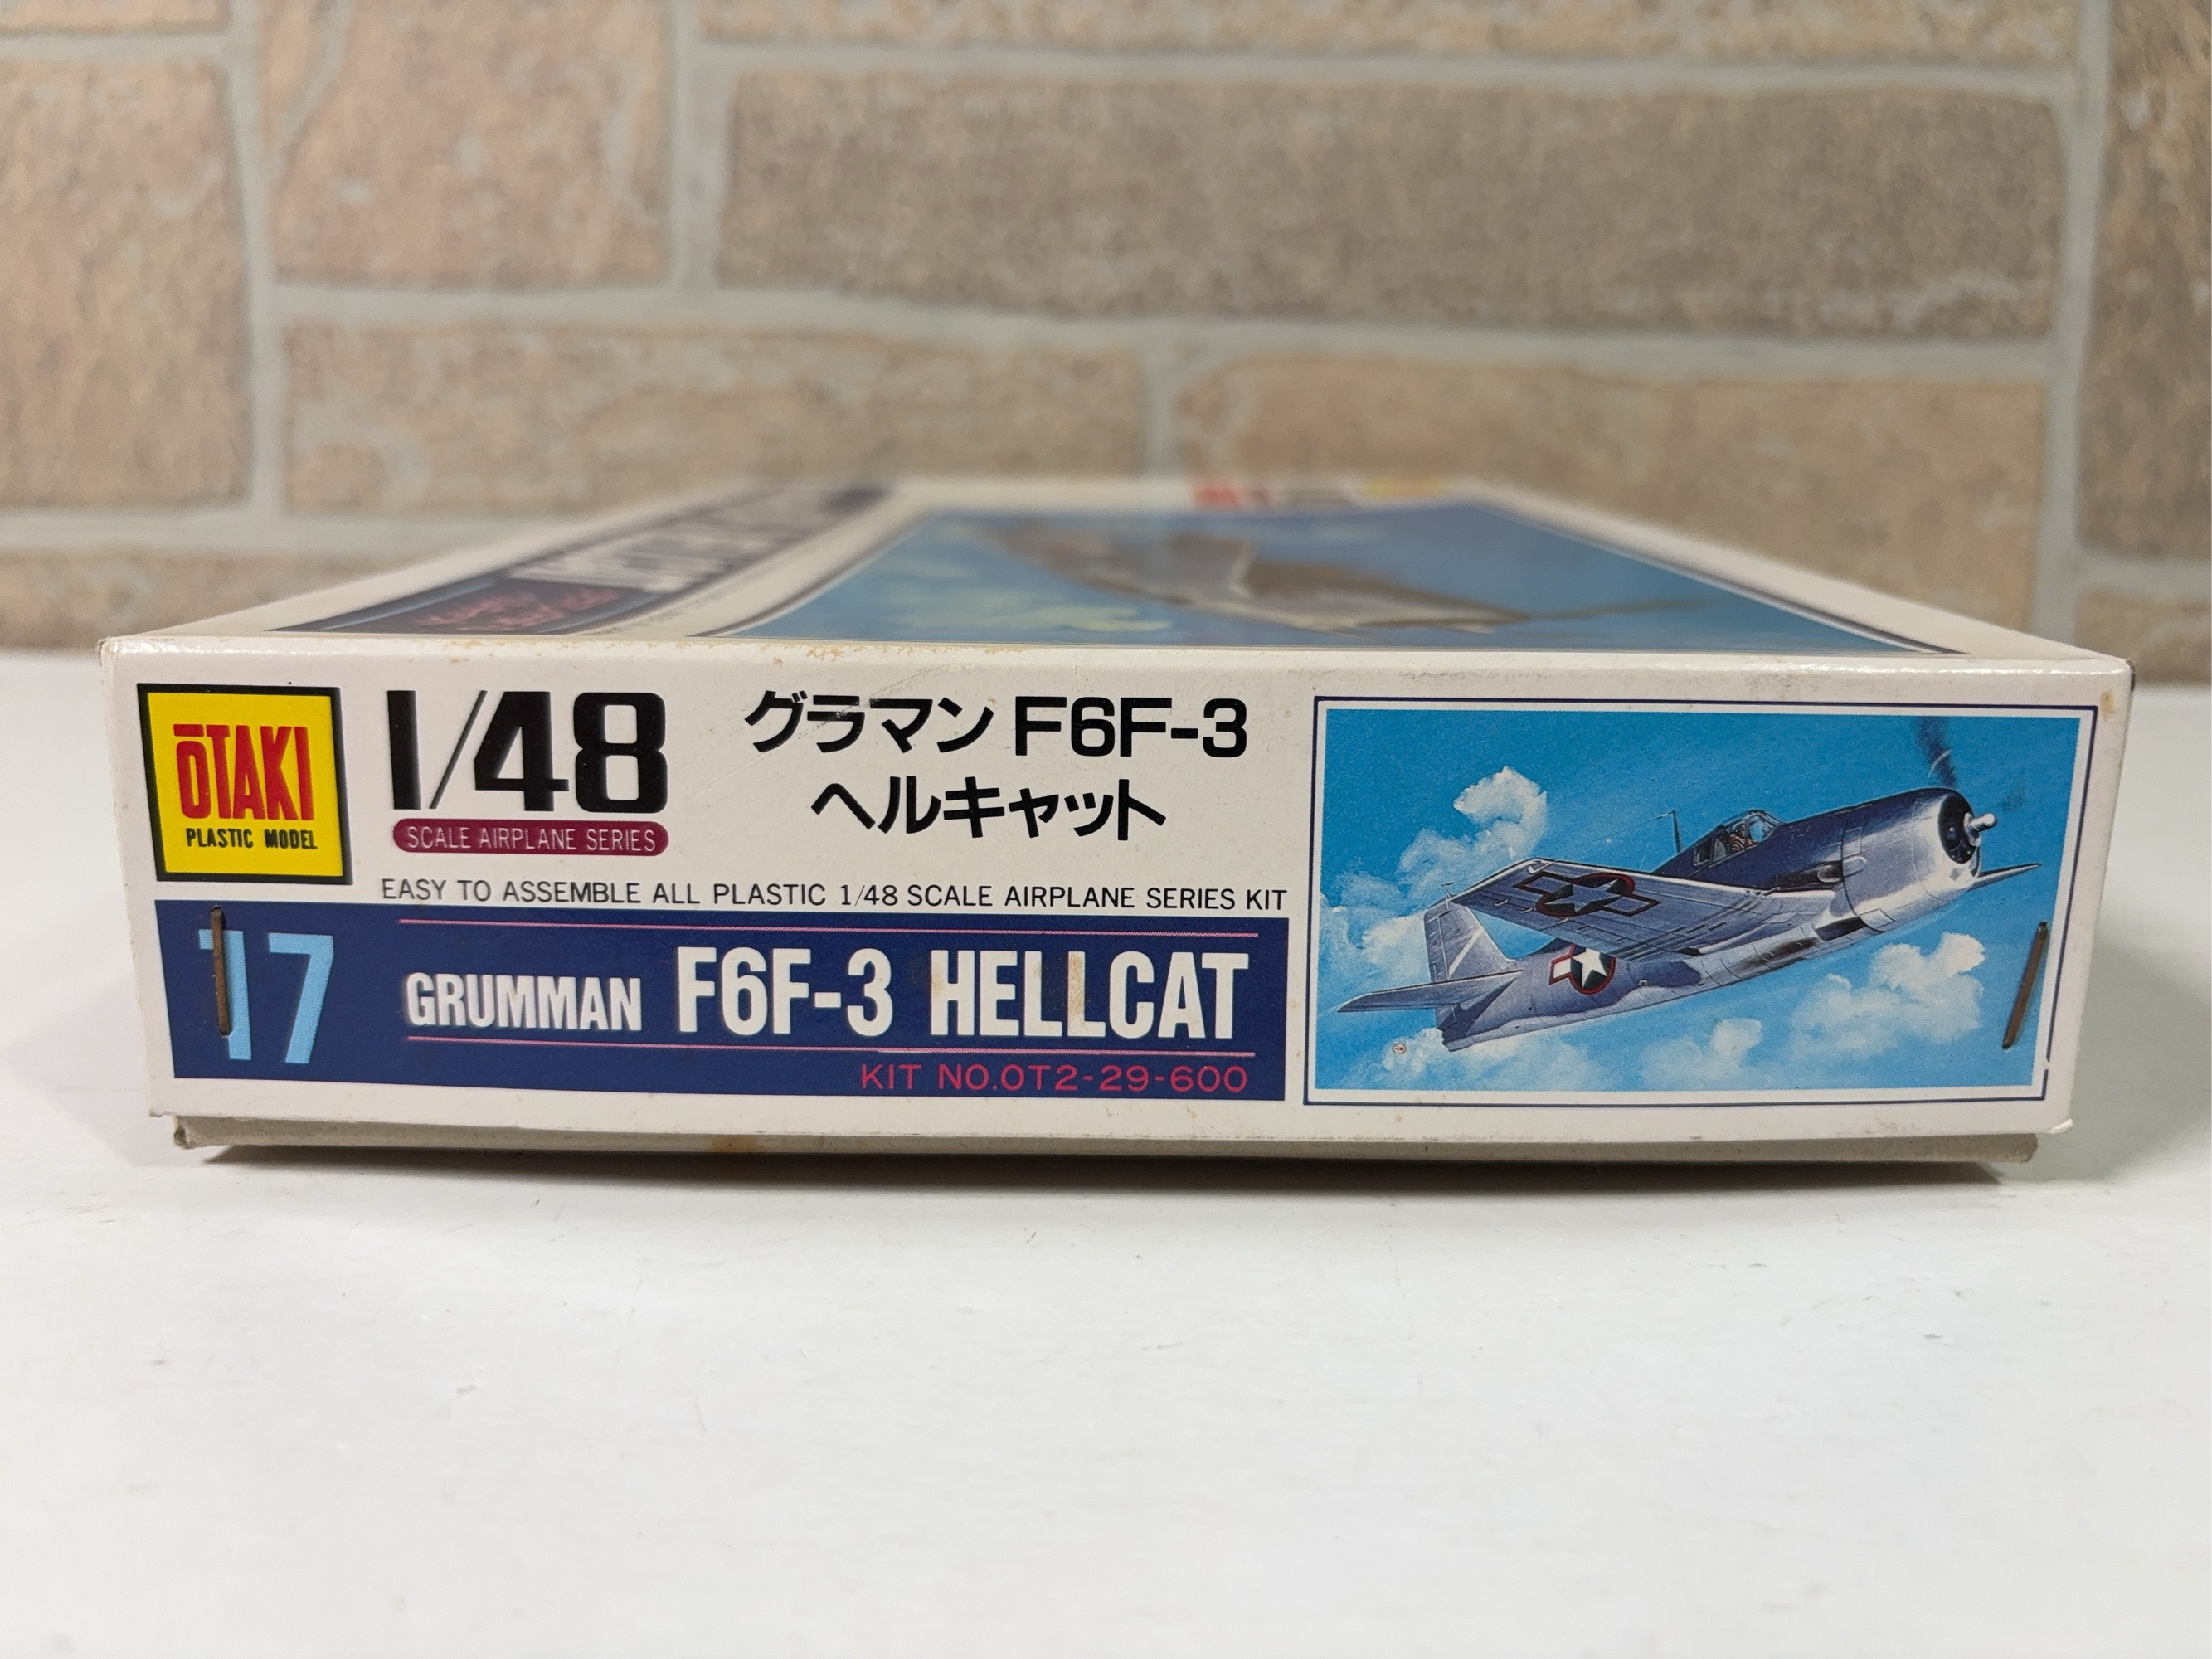 ŌTAKI
PLASTIC MODEL
1/48
SCALE AIRPLANE SERIES
グラマン F6F-3
ヘルキャット
EASY TO ASSEMBLE ALL PLASTIC 1/48 SCALE AIRPLANE SERIES KIT
17
GRUMMAN F6F-3 HELLCAT
KIT NO.OT2-29-600